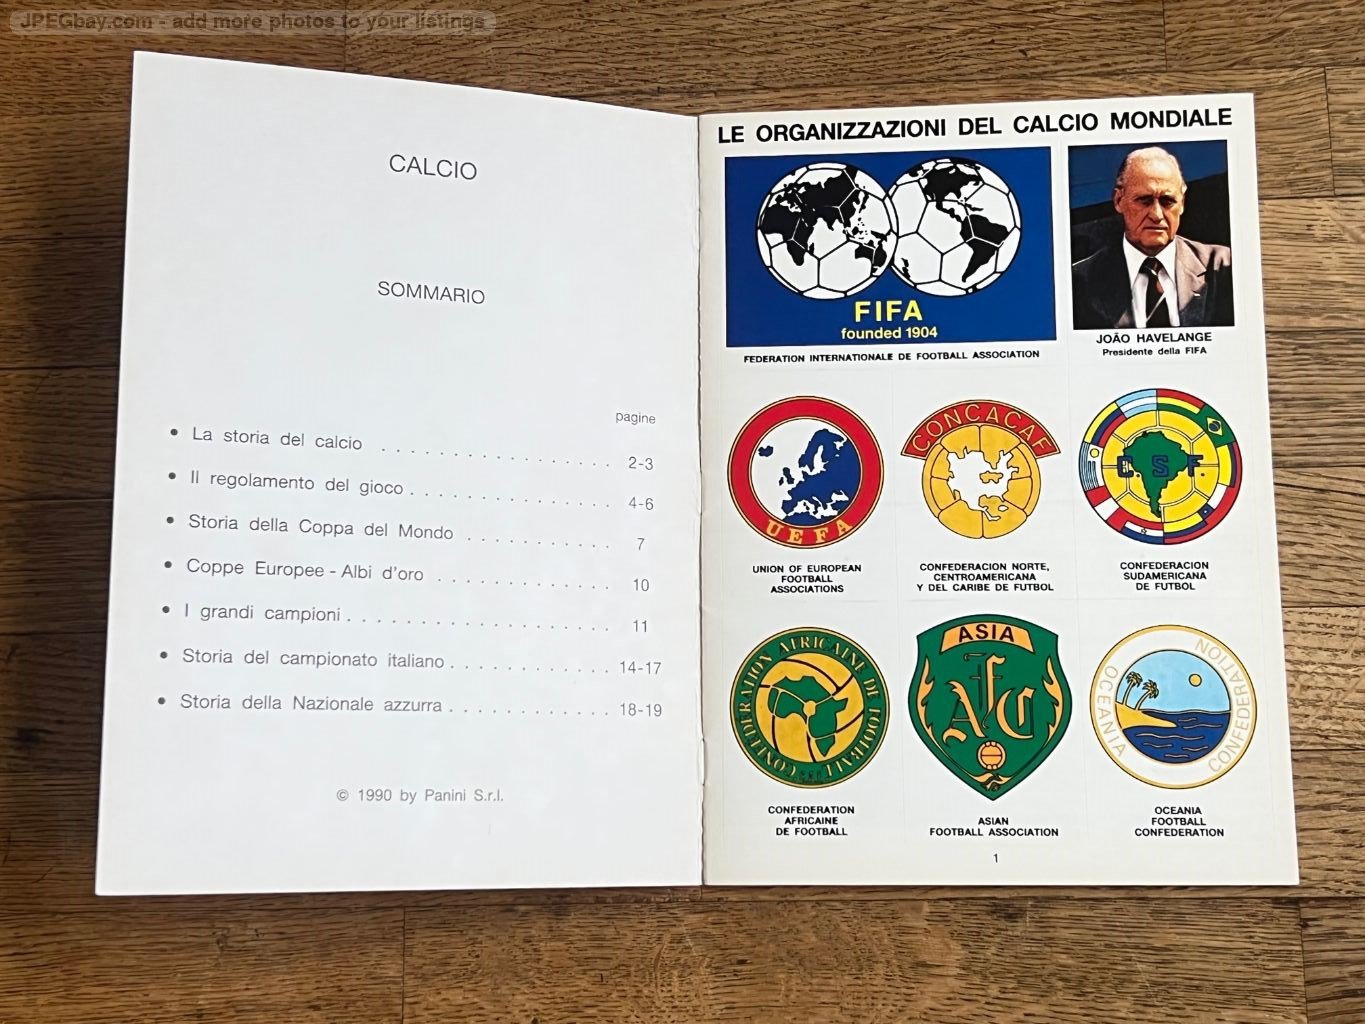 JPEGbay.com - add more photos to your listings
CALCIO
SOMMARIO
pagine
• La storia del calcio . . . . . . . . . . . . . . . . . 2-3
• Il regolamento del gioco . . . . . . . . . . . . . . 4-6
• Storia della Coppa del Mondo . . . . . . . . . . . 7
• Coppe Europee - Albi d'oro . . . . . . . . . . . . 10
• I grandi campioni . . . . . . . . . . . . . . . . . . 11
• Storia del campionato italiano . . . . . . . . . . . . 14-17
• Storia della Nazionale azzurra . . . . . . . . . . . . 18-19
© 1990 by Panini S.r.l.
LE ORGANIZZAZIONI DEL CALCIO MONDIALE
FIFA
founded 1904
FEDERATION INTERNATIONALE DE FOOTBALL ASSOCIATION
JOÃO HAVELANGE
Presidente della FIFA
UEFA
UNION OF EUROPEAN
FOOTBALL
ASSOCIATIONS
CONCACAF
CONFEDERACION NORTE,
CENTROAMERICANA
Y DEL CARIBE DE FUTBOL
C.S.F.
CONFEDERACION
SUDAMERICANA
DE FUTBOL
CONFEDERATION AFRICAINE DE FOOTBALL
CONFEDERATION
AFRICAINE
DE FOOTBALL
ASIA
AFC
ASIAN
FOOTBALL ASSOCIATION
OCEANIA
CONFEDERATION
OCEANIA
FOOTBALL
CONFEDERATION
1